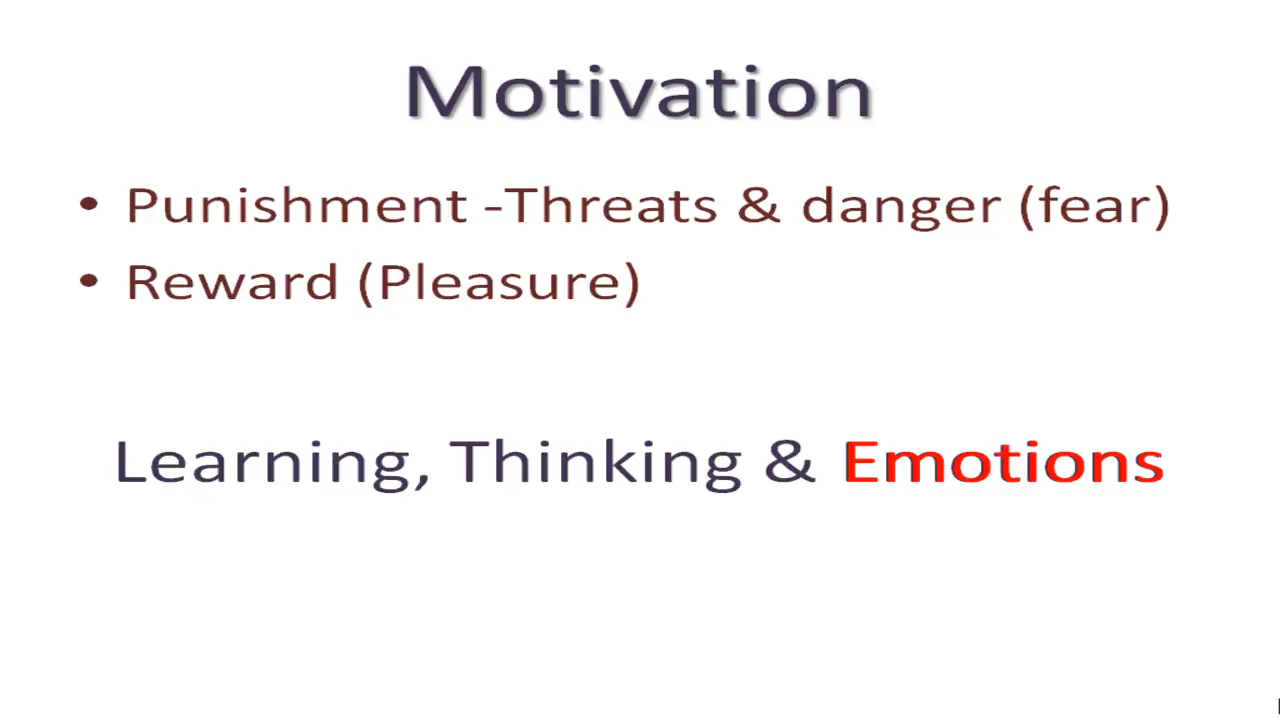 Motivation
• Punishment -Threats & danger (fear)
• Reward (Pleasure)
Learning, Thinking & Emotions